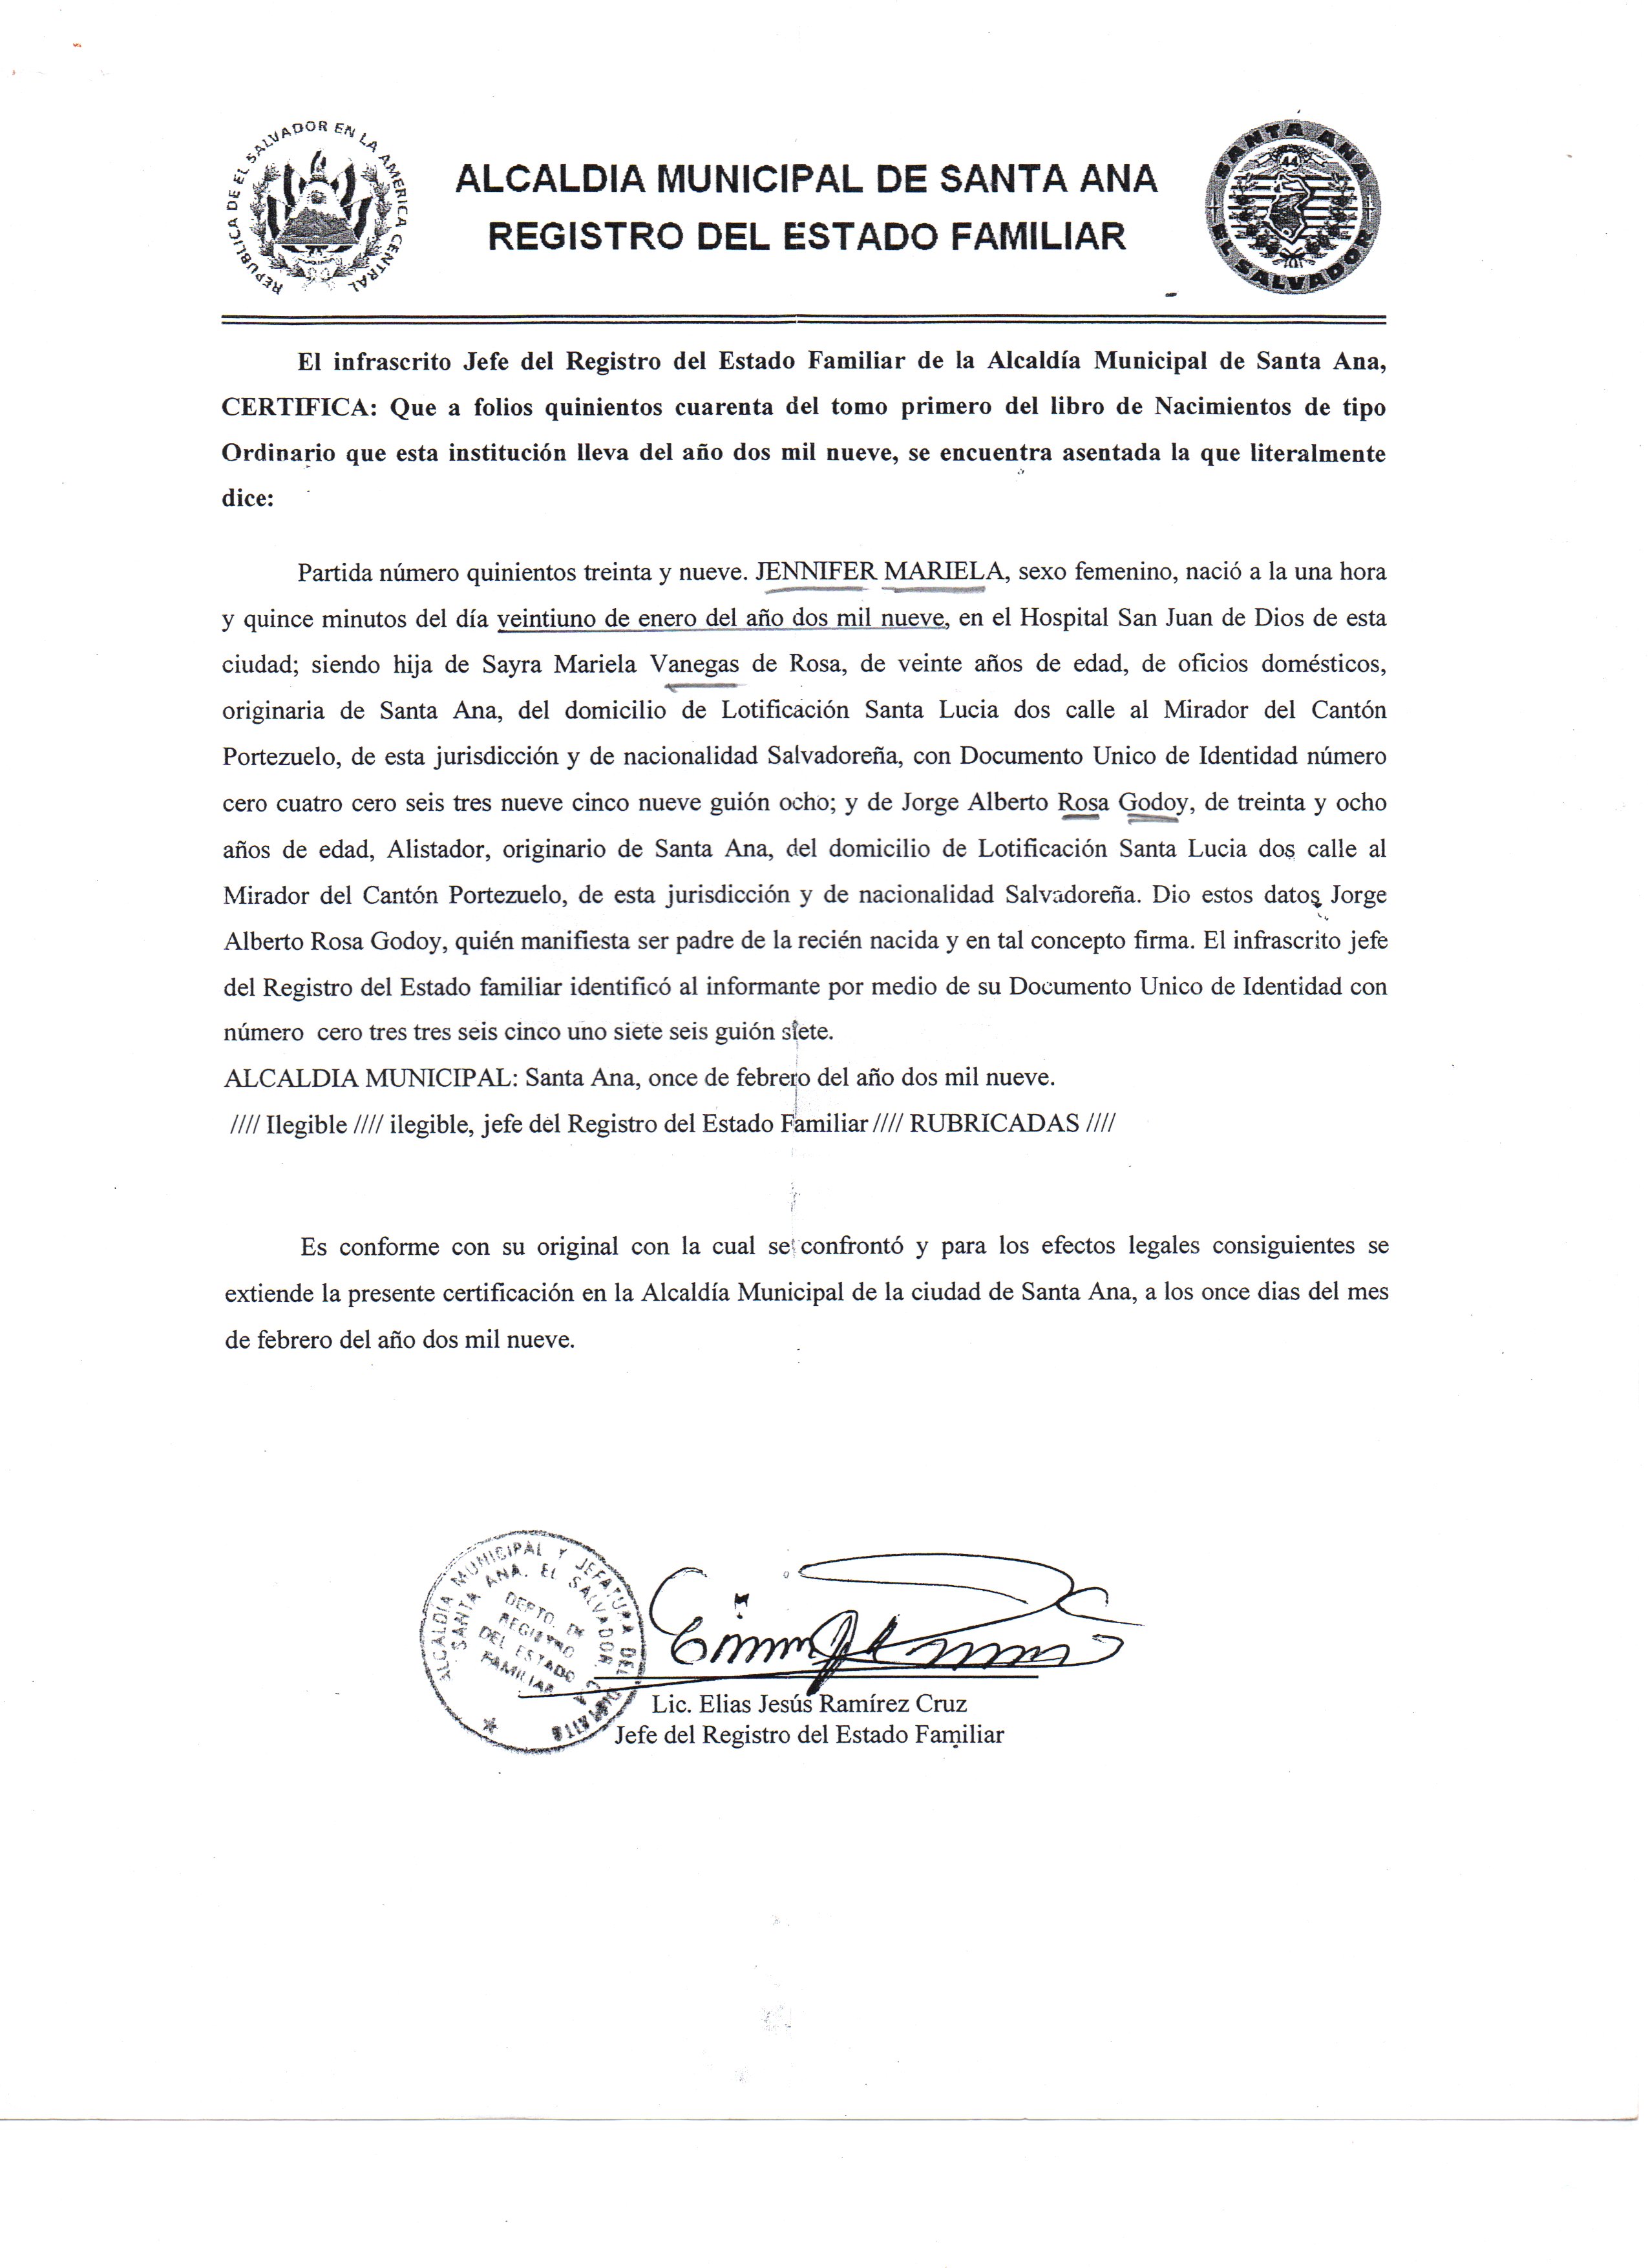 REPUBLICA DE EL SALVADOR EN LA AMERICA CENTRAL
ALCALDIA MUNICIPAL DE SANTA ANA
REGISTRO DEL ESTADO FAMILIAR
SANTA ANA
44
EL SALVADOR
El infrascrito Jefe del Registro del Estado Familiar de la Alcaldía Municipal de Santa Ana,
CERTIFICA: Que a folios quinientos cuarenta del tomo primero del libro de Nacimientos de tipo
Ordinario que esta institución lleva del año dos mil nueve, se encuentra asentada la que literalmente
dice:
Partida número quinientos treinta y nueve. JENNIFER MARIELA, sexo femenino, nació a la una hora
y quince minutos del día veintiuno de enero del año dos mil nueve, en el Hospital San Juan de Dios de esta
ciudad; siendo hija de Sayra Mariela Vanegas de Rosa, de veinte años de edad, de oficios domésticos,
originaria de Santa Ana, del domicilio de Lotificación Santa Lucia dos calle al Mirador del Cantón
Portezuelo, de esta jurisdicción y de nacionalidad Salvadoreña, con Documento Unico de Identidad número
cero cuatro cero seis tres nueve cinco nueve guión ocho; y de Jorge Alberto Rosa Godoy, de treinta y ocho
años de edad, Alistador, originario de Santa Ana, del domicilio de Lotificación Santa Lucia dos calle al
Mirador del Cantón Portezuelo, de esta jurisdicción y de nacionalidad Salvadoreña. Dio estos datos Jorge
Alberto Rosa Godoy, quién manifiesta ser padre de la recién nacida y en tal concepto firma. El infrascrito jefe
del Registro del Estado familiar identificó al informante por medio de su Documento Unico de Identidad con
número cero tres tres seis cinco uno siete seis guión siete.
ALCALDIA MUNICIPAL: Santa Ana, once de febrero del año dos mil nueve.
//// Ilegible //// ilegible, jefe del Registro del Estado Familiar //// RUBRICADAS ////
Es conforme con su original con la cual se confrontó y para los efectos legales consiguientes se
extiende la presente certificación en la Alcaldía Municipal de la ciudad de Santa Ana, a los once dias del mes
de febrero del año dos mil nueve.
ALCALDIA MUNICIPAL Y JEFATURA DEL DISTRITO
SANTA ANA, EL SALVADOR, C.A.
DEPTO. DE
REGISTRO
DEL ESTADO
FAMILIAR
Lic. Elias Jesús Ramírez Cruz
Jefe del Registro del Estado Familiar